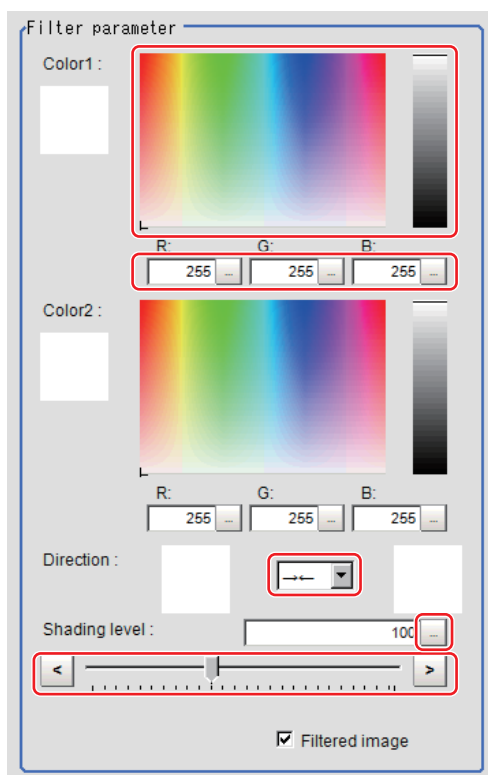 Filter parameter
Color1 :
R: G: B:
255 ... 255 ... 255 ...
Color2 :
R: G: B:
255 ... 255 ... 255 ...
Direction :
→←
Shading level : 100 ...
< >
Filtered image